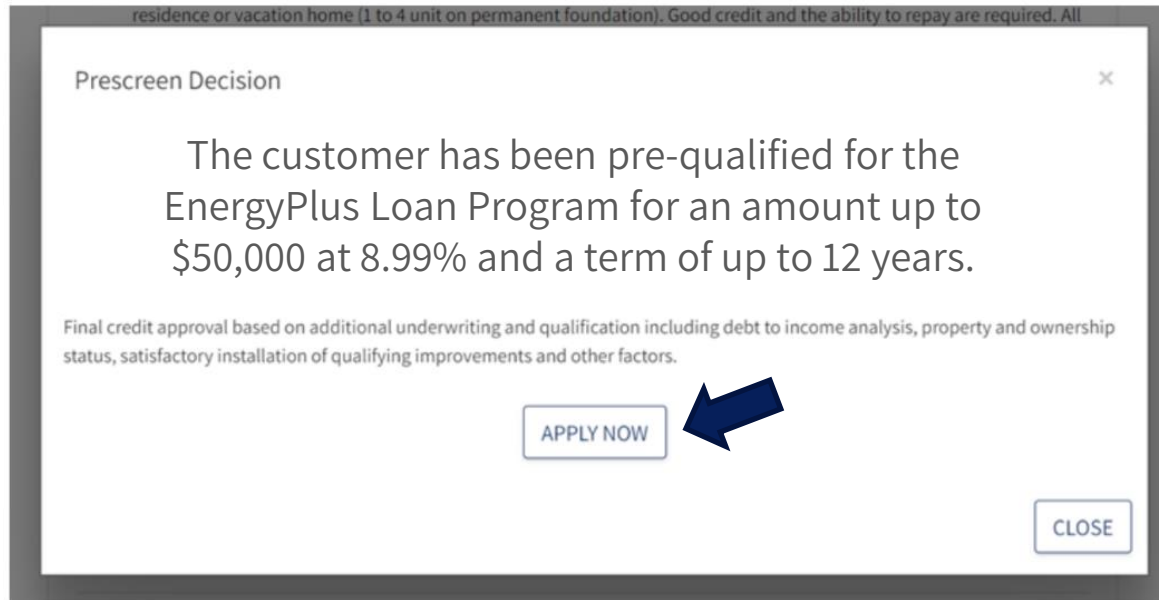 residence or vacation home (1 to 4 unit on permanent foundation). Good credit and the ability to repay are required. All
Prescreen Decision
×
The customer has been pre-qualified for the
EnergyPlus Loan Program for an amount up to
$50,000 at 8.99% and a term of up to 12 years.
Final credit approval based on additional underwriting and qualification including debt to income analysis, property and ownership
status, satisfactory installation of qualifying improvements and other factors.
APPLY NOW
CLOSE